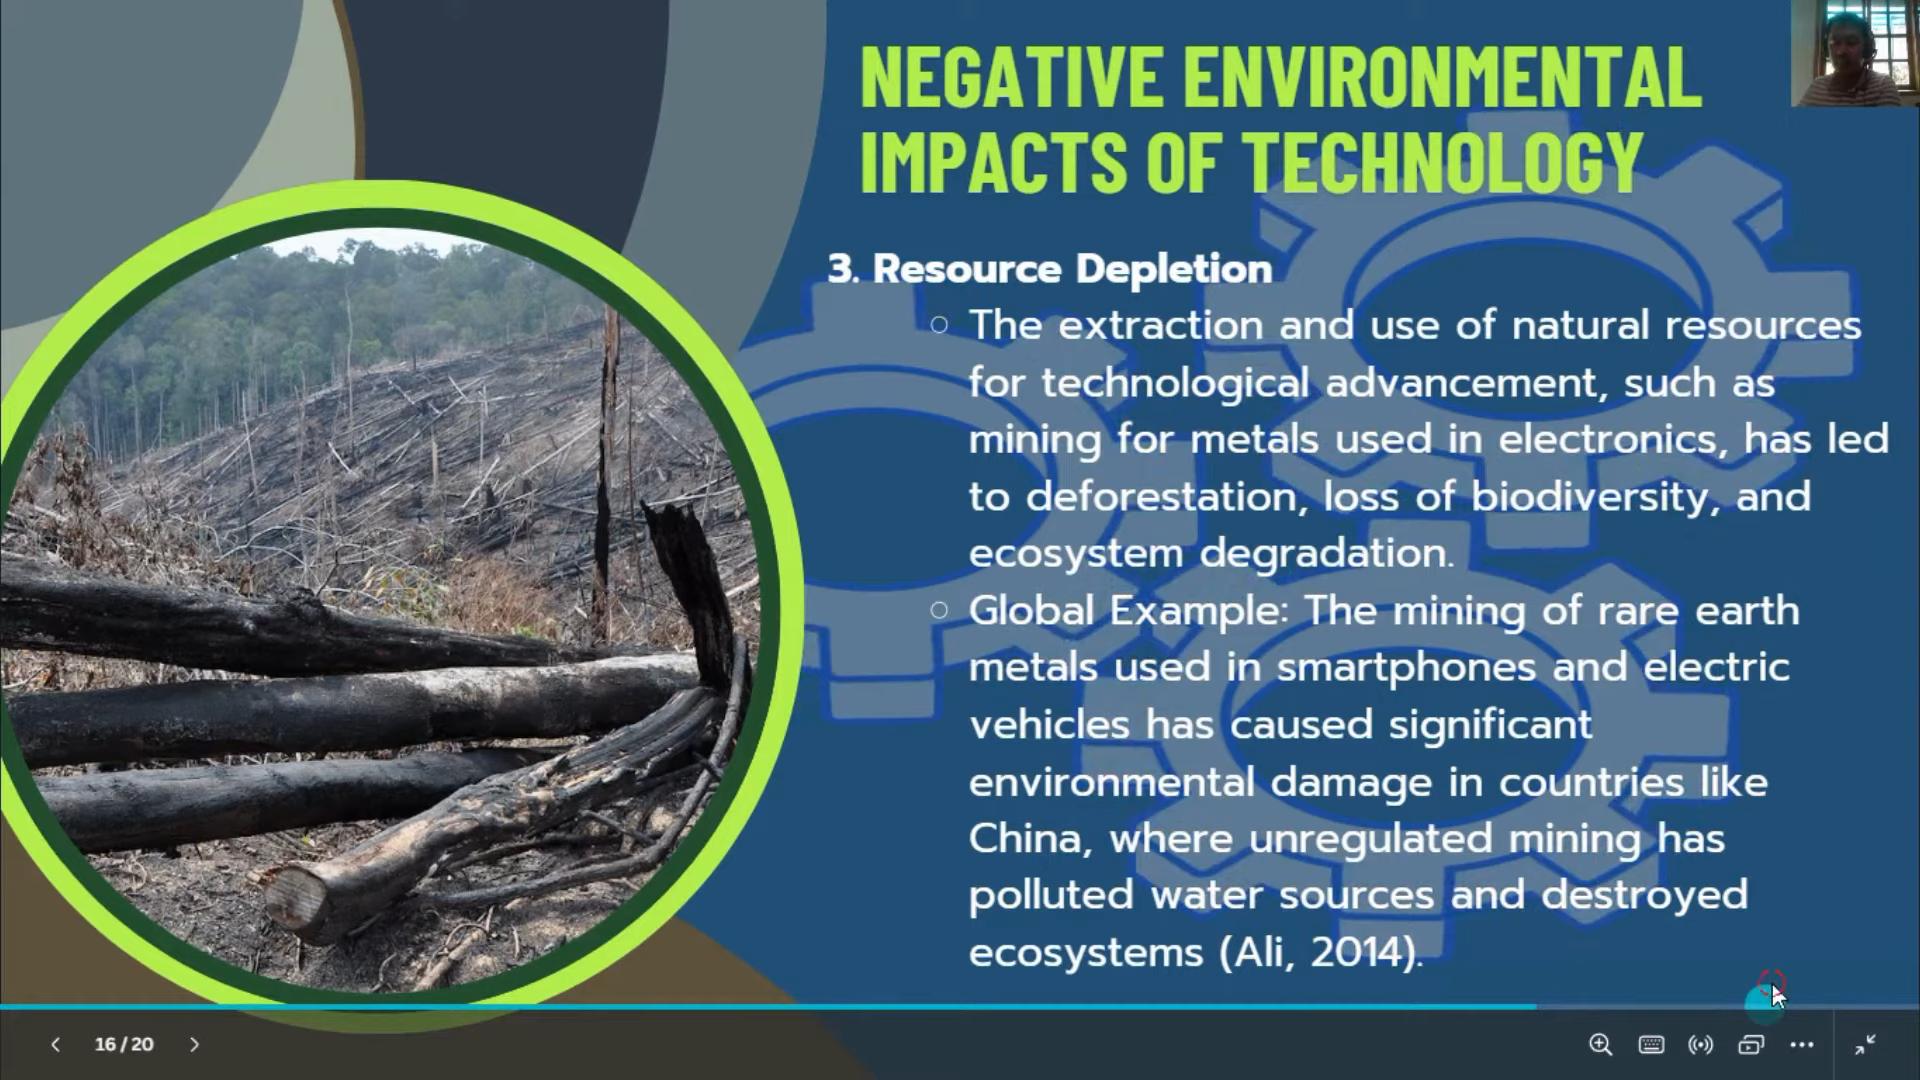 NEGATIVE ENVIRONMENTAL
IMPACTS OF TECHNOLOGY
3. Resource Depletion
The extraction and use of natural resources
for technological advancement, such as
mining for metals used in electronics, has led
to deforestation, loss of biodiversity, and
ecosystem degradation.
Global Example: The mining of rare earth
metals used in smartphones and electric
vehicles has caused significant
environmental damage in countries like
China, where unregulated mining has
polluted water sources and destroyed
ecosystems (Ali, 2014).
16 / 20